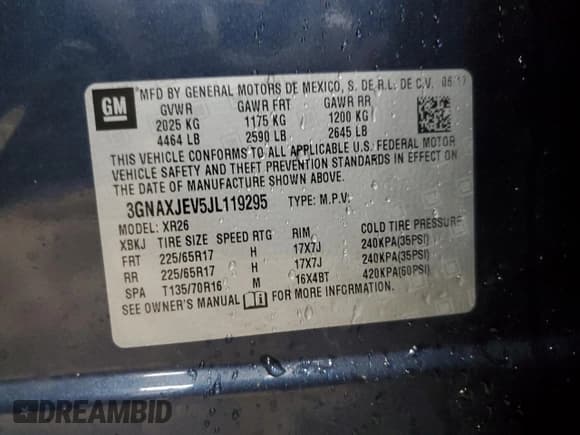 GM
*MFD BY GENERAL MOTORS DE MEXICO, S. DE R.L. DE C.V.
GVWR GAWR FRT GAWR RR
2025 KG 1175 KG 1200 KG
4464 LB 2590 LB 2645 LB
THIS VEHICLE CONFORMS TO ALL APPLICABLE U.S. FEDERAL MOTOR
VEHICLE SAFETY AND THEFT PREVENTION STANDARDS IN EFFECT ON
THE DATE OF MANUFACTURE SHOWN ABOVE.
3GNAXJEV5JL119295 TYPE: M.P.V.
MODEL: XR26
XBKJ TIRE SIZE SPEED RTG RIM COLD TIRE PRESSURE
FRT 225/65R17 H 17X7J 240KPA(35PSI)
RR 225/65R17 H 17X7J 240KPA(35PSI)
SPA T135/70R16 M 16X4BT 420KPA(60PSI)
SEE OWNER'S MANUAL FOR MORE INFORMATION.
DREAMBID